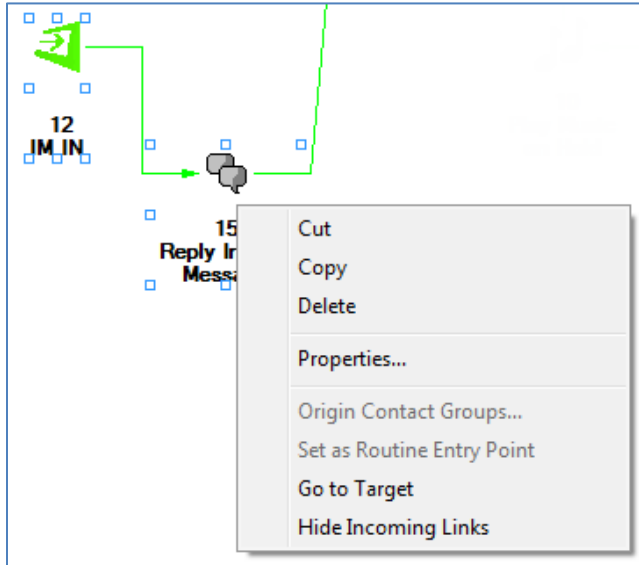 12
IM_IN
15
Reply Ir
Messa
Cut
Copy
Delete
Properties...
Origin Contact Groups...
Set as Routine Entry Point
Go to Target
Hide Incoming Links